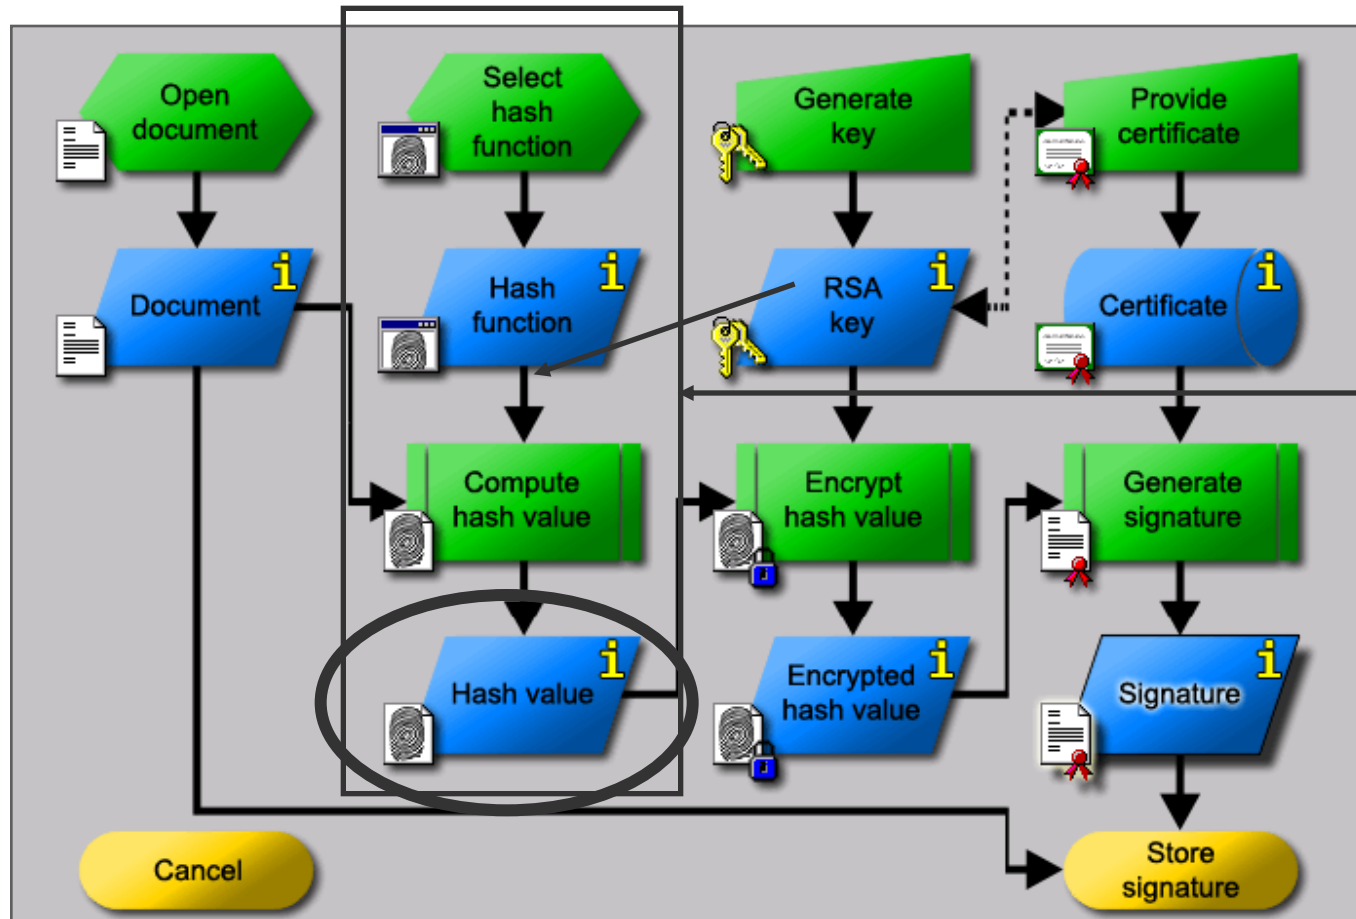 Open
document
Select
hash
function
Generate
key
Provide
certificate
Document
i
Hash
function
i
RSA
key
i
Certificate
i
Compute
hash value
Encrypt
hash value
Generate
signature
Hash value
i
Encrypted
hash value
i
Signature
i
Cancel
Store
signature